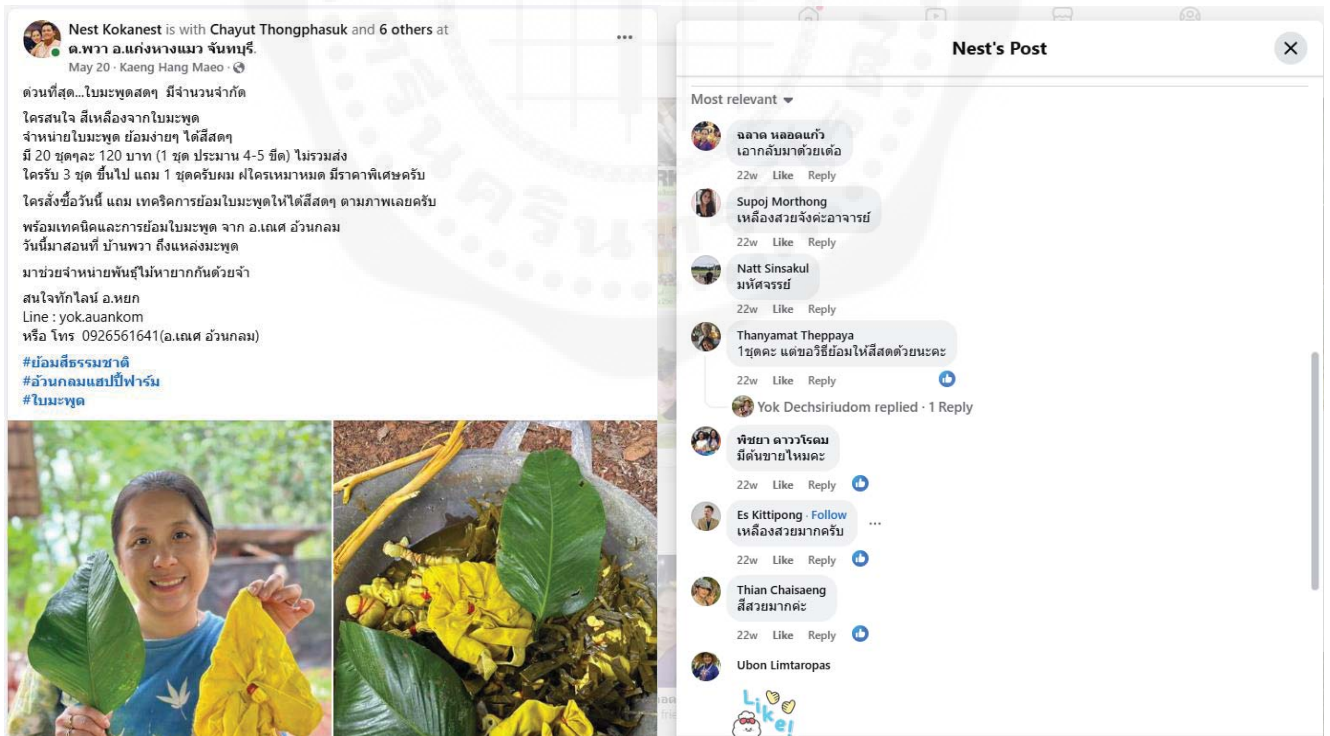 Nest Kokanest is with Chayut Thongphasuk and 6 others at
ต.พวา อ.แก่งหางแมว จันทบุรี.
May 20 · Kaeng Hang Maeo ·
ด่วนที่สุด...ใบมะพูดสดๆ มีจำนวนจำกัด
ใครสนใจ สีเหลืองจากใบมะพูด
จำหน่ายใบมะพูด ย้อมง่ายๆ ได้สีสดๆ
มี 20 ชุดๆละ 120 บาท (1 ชุด ประมาน 4-5 ขีด) ไม่รวมส่ง
ใครรับ 3 ชุด ขึ้นไป แถม 1 ชุดครับผม ฝใครเหมาหมด มีราคาพิเศษครับ
ใครสั่งซื้อวันนี้ แถม เทคริคการย้อมใบมะพูดให้ได้สีสดๆ ตามภาพเลยครับ
พร้อมเทคนิคและการย้อมใบมะพูด จาก อ.เณศ อ้วนกลม
วันนี้มาสอนที่ บ้านพวา ถึงแหล่งมะพูด
มาช่วยจำหน่ายพันธุ์ไม้หายากกันด้วยจ้า
สนใจทักไลน์ อ.หยก
Line : yok.auankom
หรือ โทร 0926561641(อ.เณศ อ้วนกลม)
#ย้อมสีธรรมชาติ
#อ้วนกลมแฮปปี้ฟาร์ม
#ใบมะพูด
Nest's Post
Most relevant
ฉลาด หลอดแก้ว
เอากลับมาด้วยเด้อ
22w Like Reply
Supoj Morthong
เหลืองสวยจังค่ะอาจารย์
22w Like Reply
Natt Sinsakul
มหัศจรรย์
22w Like Reply
Thanyamat Theppaya
1ชุดคะ แต่ขอวิธีย้อมให้สีสดด้วยนะคะ
22w Like Reply
Yok Dechsiriudom replied · 1 Reply
พิชยา ดาววโรดม
มีต้นขายไหมคะ
22w Like Reply
Es Kittipong · Follow
เหลืองสวยมากครับ
22w Like Reply
Thian Chaisaeng
สีสวยมากค่ะ
22w Like Reply
Ubon Limtaropas
Like!